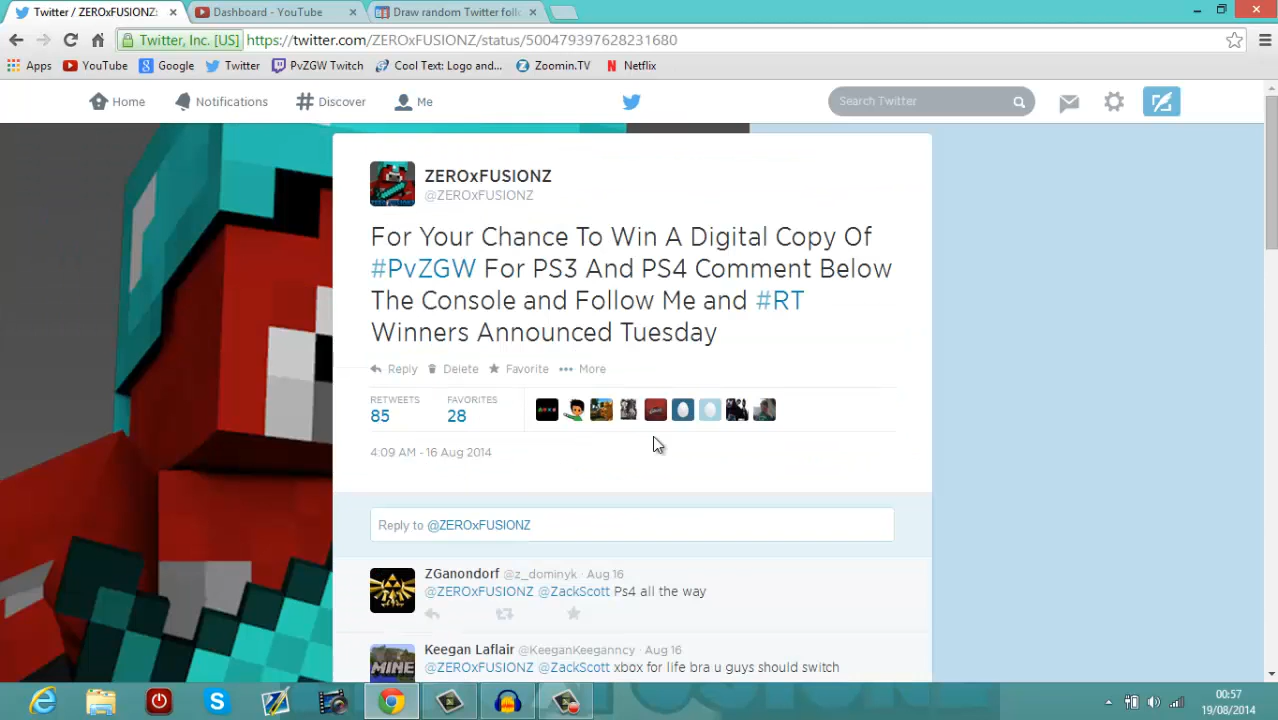 Twitter / ZEROxFUSIONZ:
Dashboard - YouTube
Draw random Twitter foll
Twitter, Inc. [US]
https://twitter.com/ZEROxFUSIONZ/status/500479397628231680
Apps
YouTube
Google
Twitter
PvZGW Twitch
Cool Text: Logo and...
Zoomin.TV
Netflix
Home
Notifications
Discover
Me
Search Twitter
ZEROxFUSIONZ
@ZEROxFUSIONZ
For Your Chance To Win A Digital Copy Of
#PvZGW For PS3 And PS4 Comment Below
The Console and Follow Me and #RT
Winners Announced Tuesday
Reply
Delete
Favorite
More
RETWEETS
85
FAVORITES
28
4:09 AM - 16 Aug 2014
Reply to @ZEROxFUSIONZ
ZGanondorf @z_dominyk · Aug 16
@ZEROxFUSIONZ @ZackScott Ps4 all the way
Keegan Laflair @KeeganKeeganncy · Aug 16
MINE
@ZEROxFUSIONZ @ZackScott xbox for life bra u guys should switch
00:57
19/08/2014